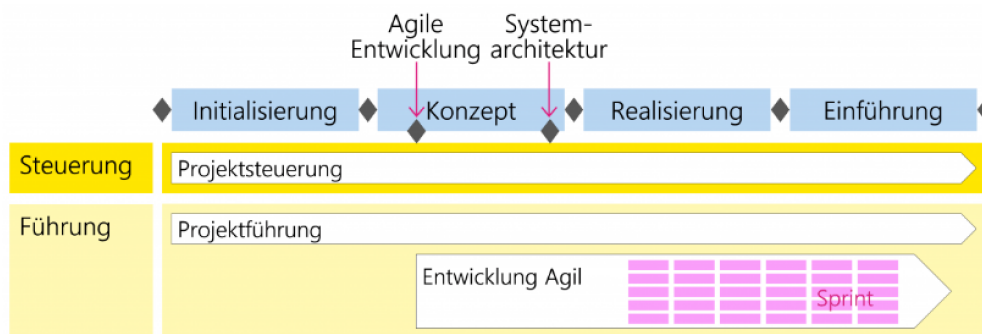 Agile
Entwicklung
System-
architektur
Initialisierung
Konzept
Realisierung
Einführung
Steuerung
Projektsteuerung
Führung
Projektführung
Entwicklung Agil
Sprint